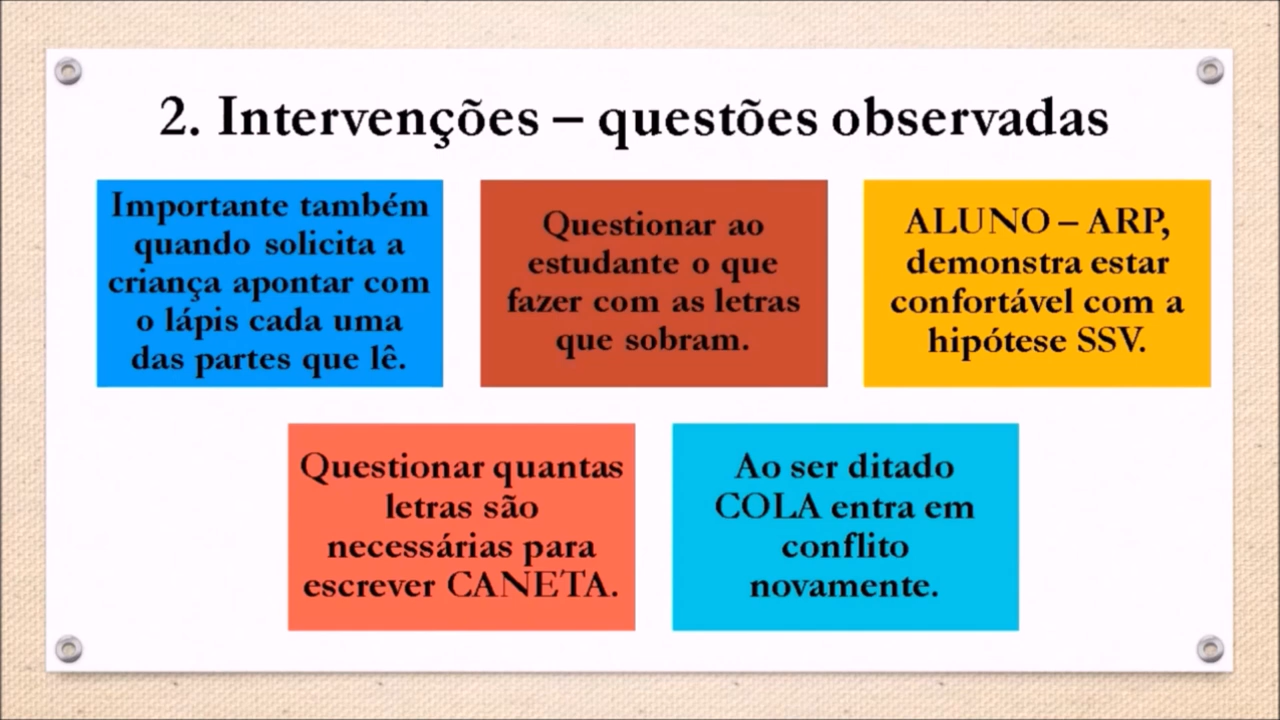 2. Intervenções – questões observadas
Importante também
quando solicita a
criança apontar com
o lápis cada uma
das partes que lê.
Questionar ao
estudante o que
fazer com as letras
que sobram.
ALUNO – ARP,
demonstra estar
confortável com a
hipótese SSV.
Questionar quantas
letras são
necessárias para
escrever CANETA.
Ao ser ditado
COLA entra em
conflito
novamente.